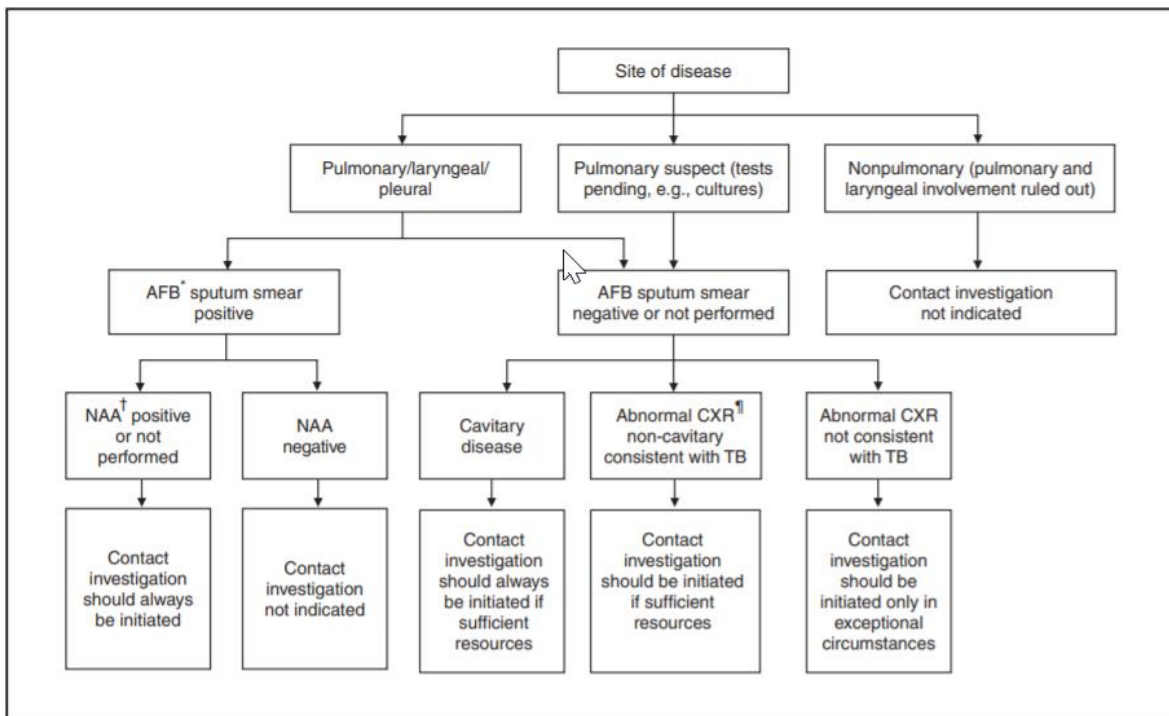 Site of disease
Pulmonary/laryngeal/
pleural
Pulmonary suspect (tests
pending, e.g., cultures)
Nonpulmonary (pulmonary and
laryngeal involvement ruled out)
AFB* sputum smear
positive
AFB sputum smear
negative or not performed
Contact investigation
not indicated
NAA† positive
or not
performed
NAA
negative
Cavitary
disease
Abnormal CXR¶
non-cavitary
consistent with TB
Abnormal CXR
not consistent
with TB
Contact
investigation
should always
be initiated
Contact
investigation
not indicated
Contact
investigation
should always
be initiated if
sufficient
resources
Contact
investigation
should be initiated
if sufficient
resources
Contact
investigation
should be
initiated only in
exceptional
circumstances